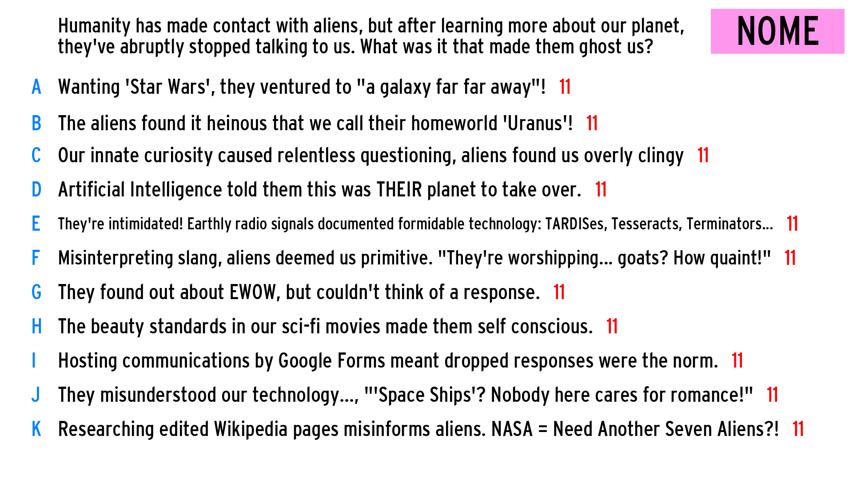 Humanity has made contact with aliens, but after learning more about our planet,
they've abruptly stopped talking to us. What was it that made them ghost us?
NOME
A Wanting 'Star Wars', they ventured to "a galaxy far far away"! 11
B The aliens found it heinous that we call their homeworld 'Uranus'! 11
C Our innate curiosity caused relentless questioning, aliens found us overly clingy 11
D Artificial Intelligence told them this was THEIR planet to take over. 11
E They're intimidated! Earthly radio signals documented formidable technology: TARDISes, Tesseracts, Terminators... 11
F Misinterpreting slang, aliens deemed us primitive. "They're worshipping... goats? How quaint!" 11
G They found out about EWOW, but couldn't think of a response. 11
H The beauty standards in our sci-fi movies made them self conscious. 11
I Hosting communications by Google Forms meant dropped responses were the norm. 11
J They misunderstood our technology..., "'Space Ships'? Nobody here cares for romance!" 11
K Researching edited Wikipedia pages misinforms aliens. NASA = Need Another Seven Aliens?! 11